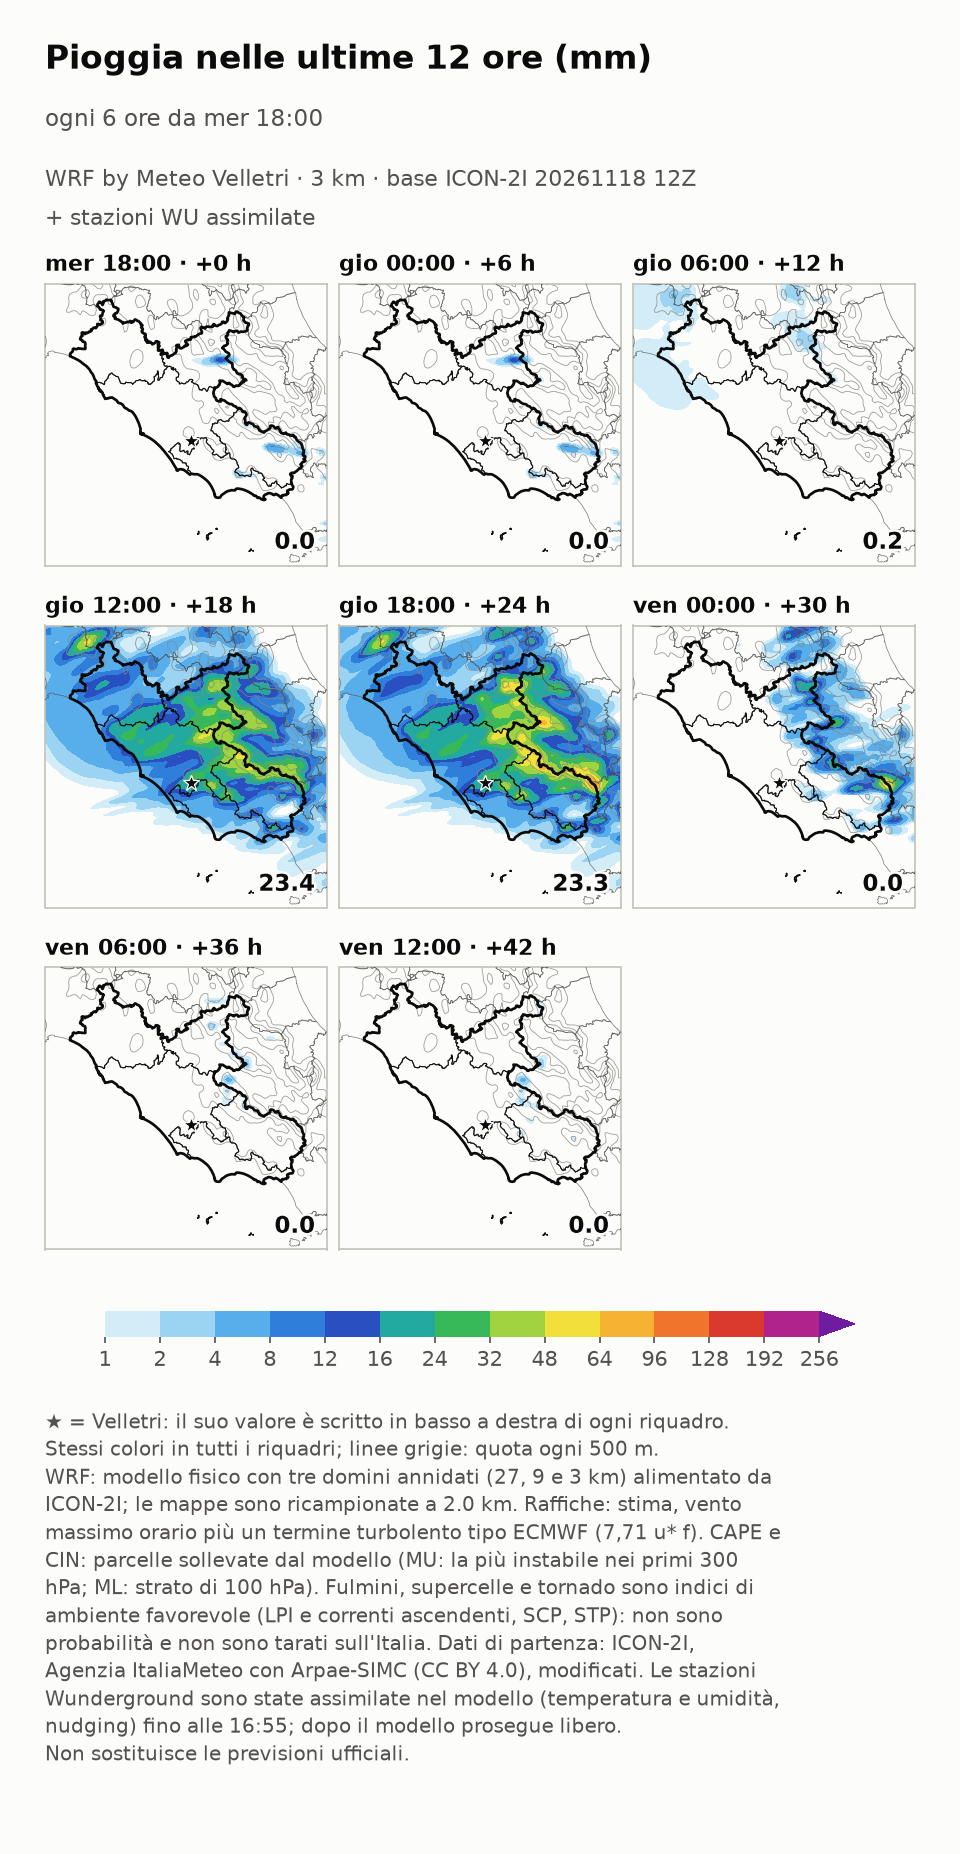 Pioggia nelle ultime 12 ore (mm)
ogni 6 ore da mer 18:00
WRF by Meteo Velletri · 3 km · base ICON-2I 20261118 12Z
+ stazioni WU assimilate
mer 18:00 · +0 h
gio 00:00 · +6 h
gio 06:00 · +12 h
0.0
0.0
0.2
gio 12:00 · +18 h
gio 18:00 · +24 h
ven 00:00 · +30 h
23.4
23.3
0.0
ven 06:00 · +36 h
ven 12:00 · +42 h
0.0
0.0
1 2 4 8 12 16 24 32 48 64 96 128 192 256
★ = Velletri: il suo valore è scritto in basso a destra di ogni riquadro.
Stessi colori in tutti i riquadri; linee grigie: quota ogni 500 m.
WRF: modello fisico con tre domini annidati (27, 9 e 3 km) alimentato da
ICON-2I; le mappe sono ricampionate a 2.0 km. Raffiche: stima, vento
massimo orario più un termine turbolento tipo ECMWF (7,71 u* f). CAPE e
CIN: parcelle sollevate dal modello (MU: la più instabile nei primi 300
hPa; ML: strato di 100 hPa). Fulmini, supercelle e tornado sono indici di
ambiente favorevole (LPI e correnti ascendenti, SCP, STP): non sono
probabilità e non sono tarati sull'Italia. Dati di partenza: ICON-2I,
Agenzia ItaliaMeteo con Arpae-SIMC (CC BY 4.0), modificati. Le stazioni
Wunderground sono state assimilate nel modello (temperatura e umidità,
nudging) fino alle 16:55; dopo il modello prosegue libero.
Non sostituisce le previsioni ufficiali.